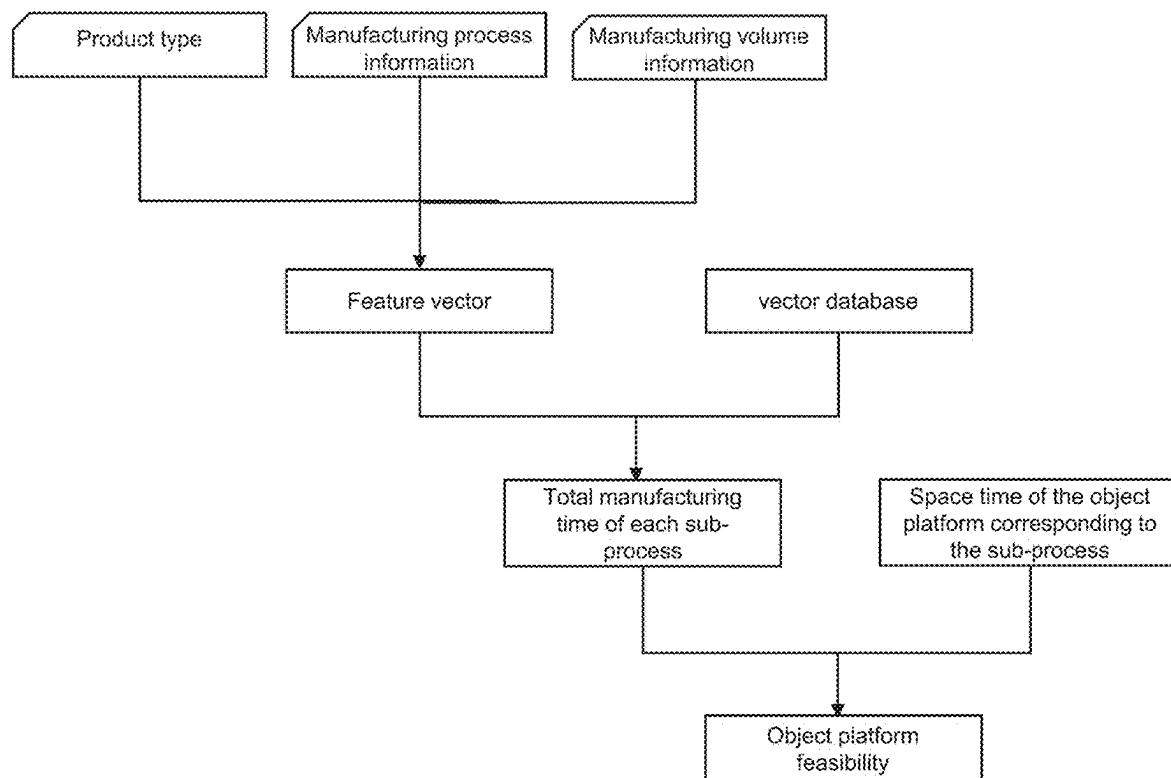 Product type
Manufacturing process
information
Manufacturing volume
information
Feature vector
vector database
Total manufacturing
time of each sub-
process
Space time of the object
platform corresponding to
the sub-process
Object platform
feasibility